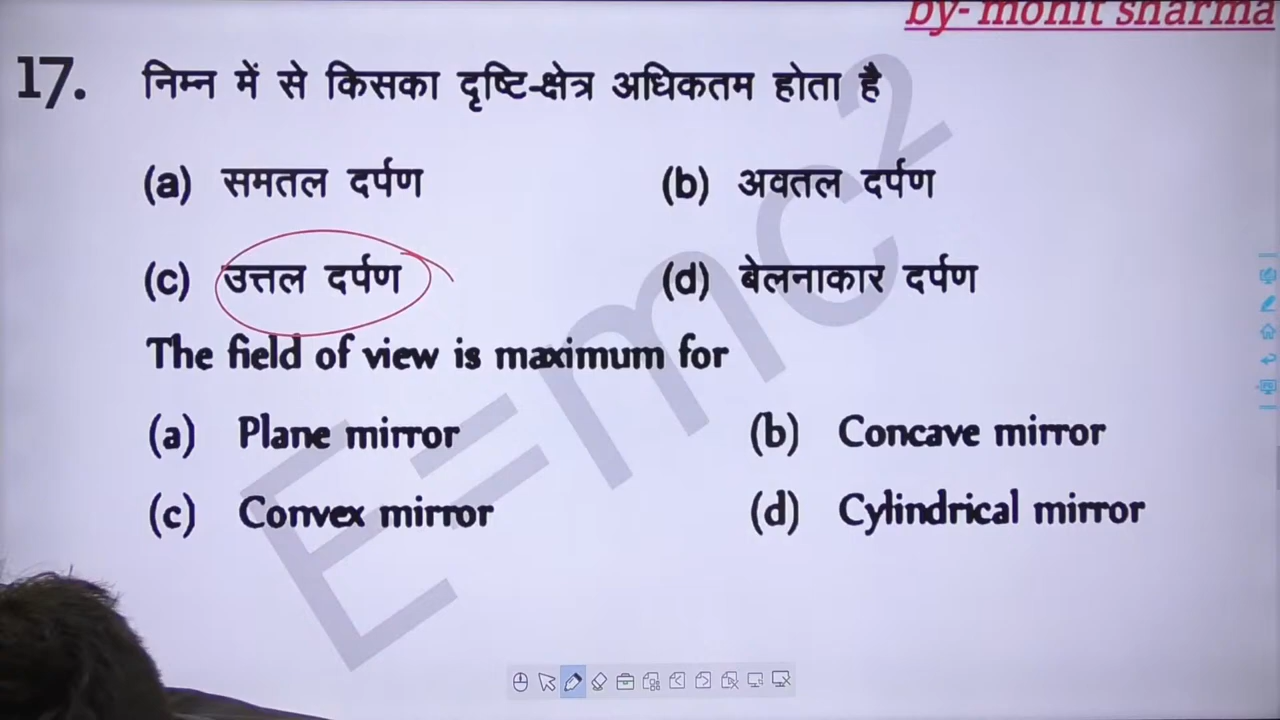 by- mohit sharma
17. निम्न में से किसका दृष्टि-क्षेत्र अधिकतम होता है
(a) समतल दर्पण (b) अवतल दर्पण
(c) उत्तल दर्पण (d) बेलनाकार दर्पण
The field of view is maximum for
(a) Plane mirror (b) Concave mirror
(c) Convex mirror (d) Cylindrical mirror
E=mc²